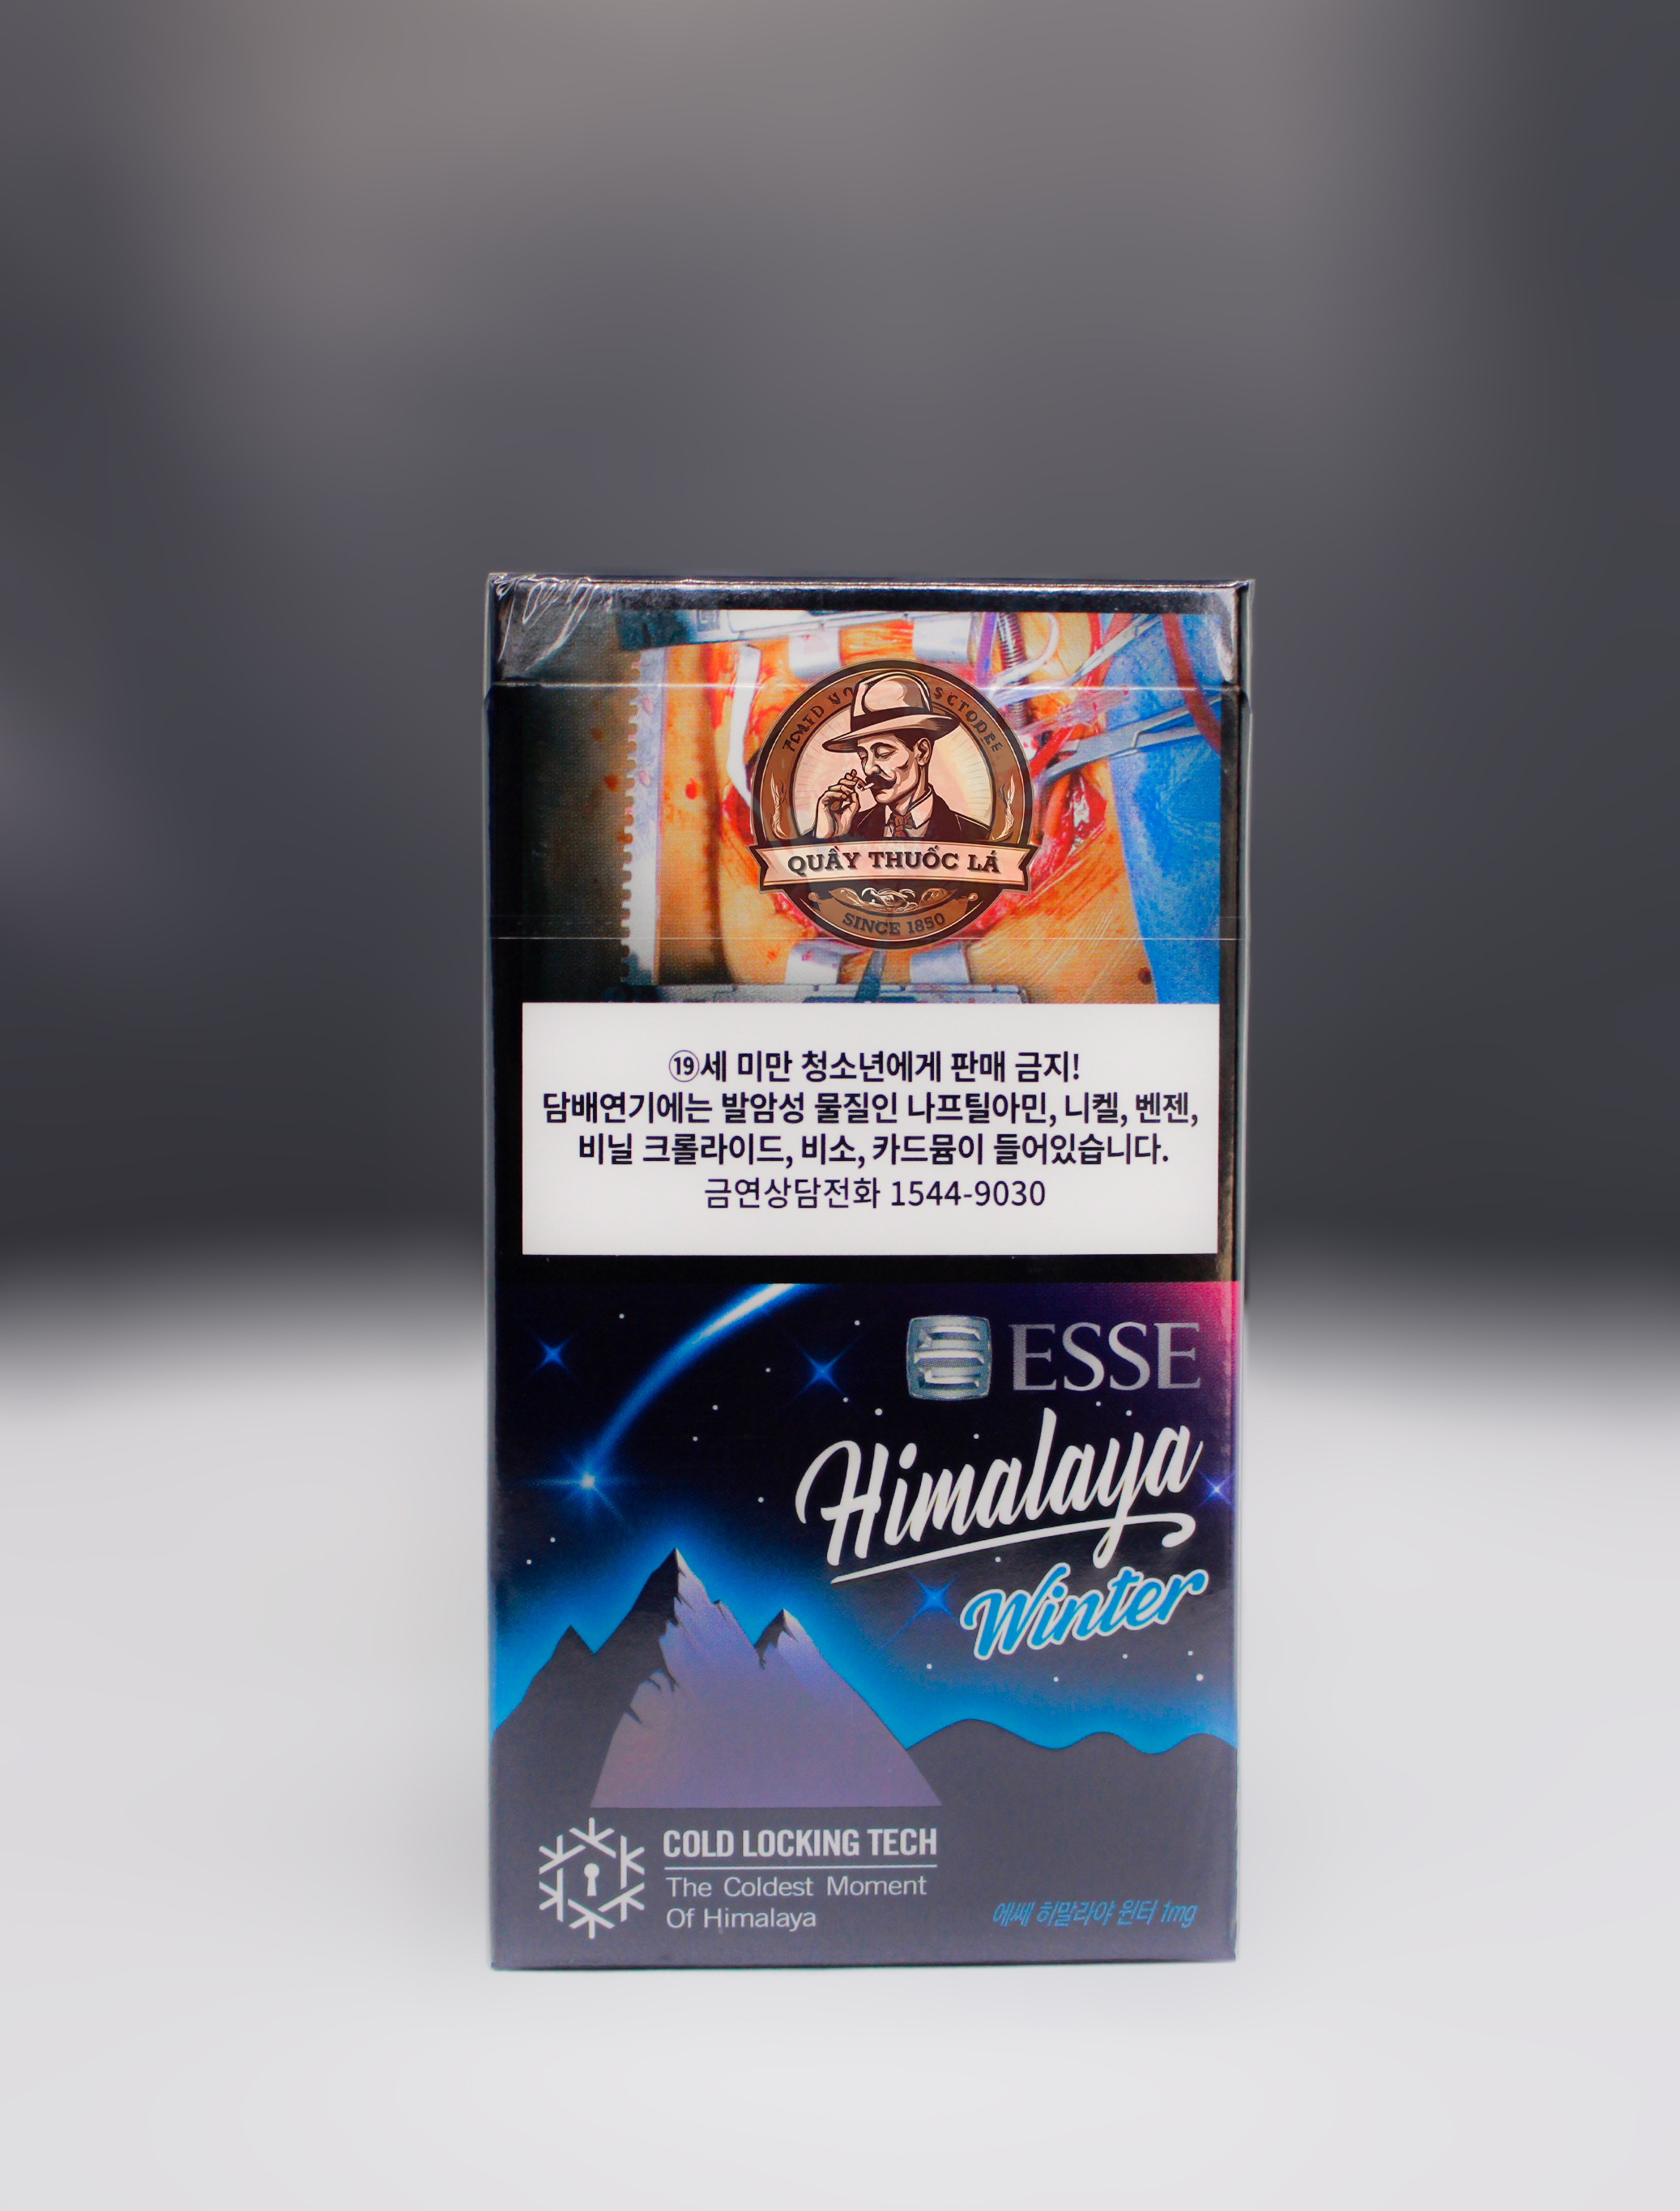 QUẦY THUỐC LÁ
SINCE 1850
⑲세 미만 청소년에게 판매 금지!
담배연기에는 발암성 물질인 나프틸아민, 니켈, 벤젠,
비닐 크롤라이드, 비소, 카드뮴이 들어있습니다.
금연상담전화 1544-9030
ESSE
Himalaya
Winter
COLD LOCKING TECH
The Coldest Moment
Of Himalaya
에쎄 히말라야 윈터 1mg